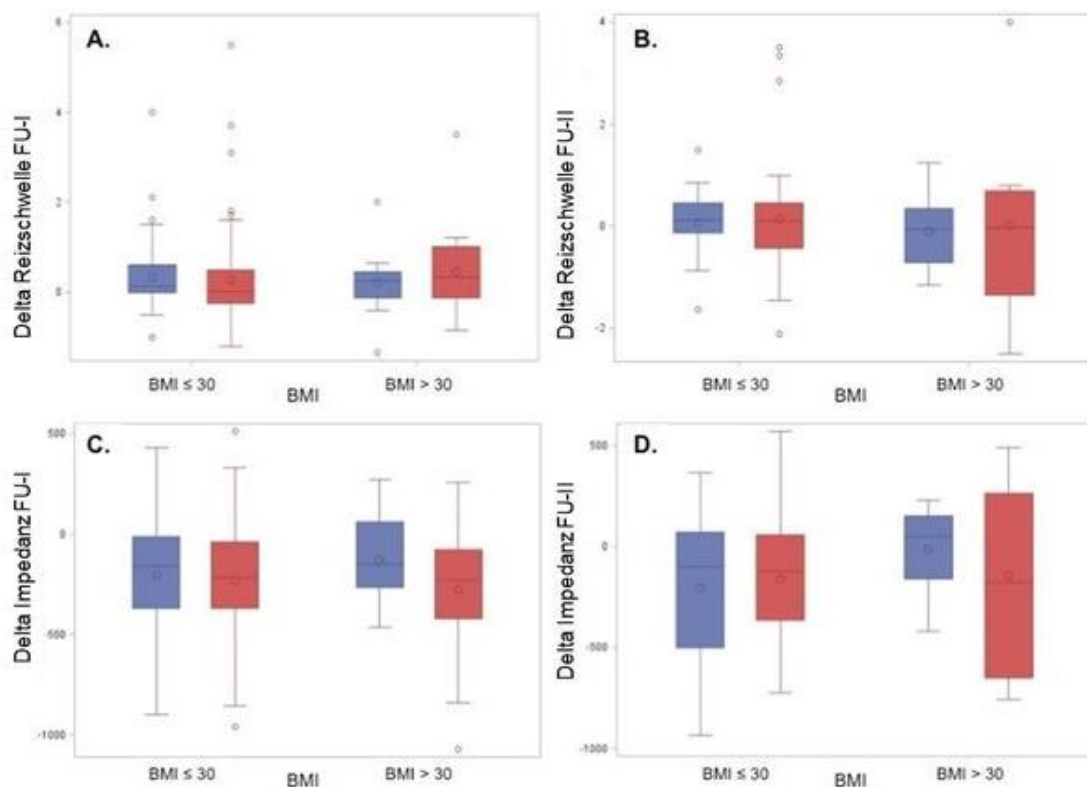 A.
Delta Reizschwelle FU-I
6
4
2
0
BMI ≤ 30
BMI > 30
BMI
B.
Delta Reizschwelle FU-II
4
2
0
-2
BMI ≤ 30
BMI > 30
BMI
C.
Delta Impedanz FU-I
500
0
-500
-1000
BMI ≤ 30
BMI > 30
BMI
D.
Delta Impedanz FU-II
500
0
-500
-1000
BMI ≤ 30
BMI > 30
BMI